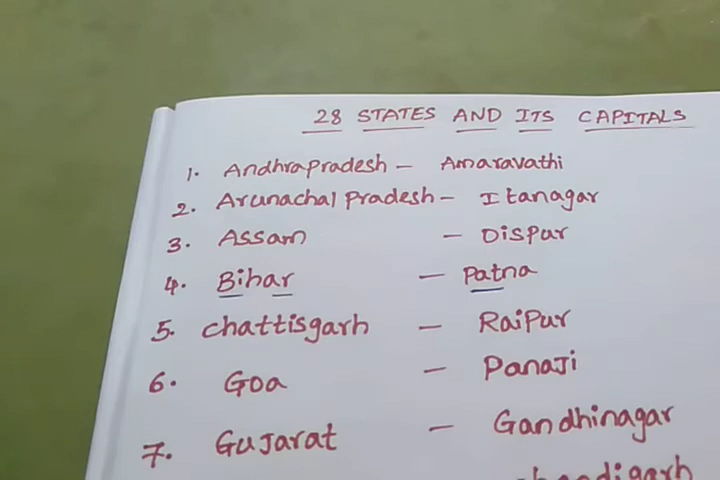 28 STATES AND ITS CAPITALS
1. Andhrapradesh - Amaravathi
2. Arunachal Pradesh - Itanagar
3. Assam - Dispur
4. Bihar - Patna
5. Chattisgarh - Raipur
6. Goa - Panaji
7. Gujarat - Gandhinagar
chandigarh